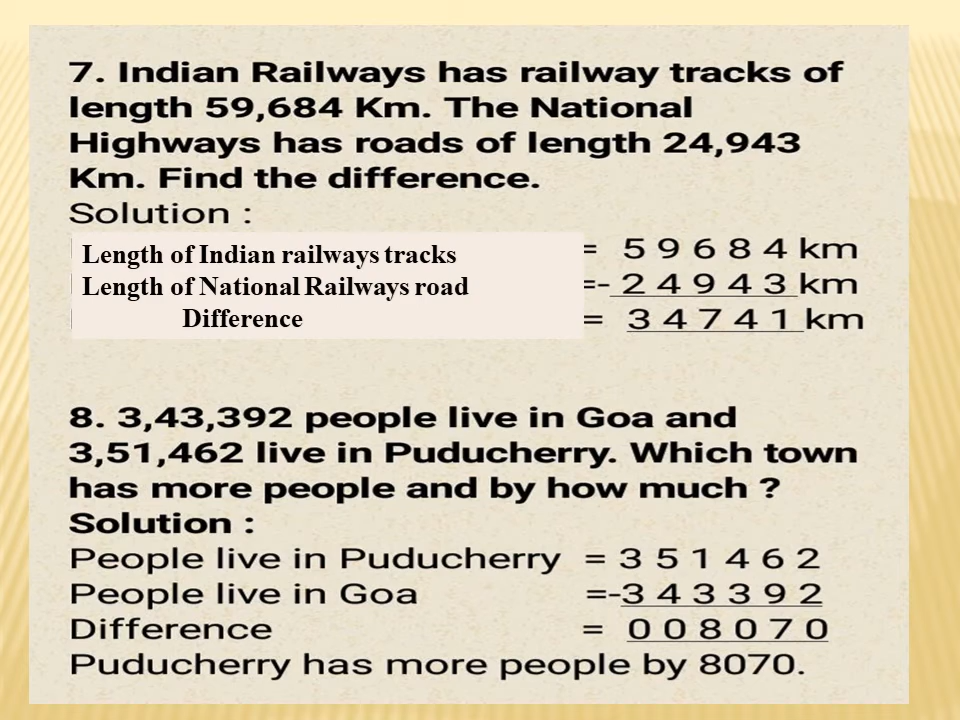 7. Indian Railways has railway tracks of
length 59,684 Km. The National
Highways has roads of length 24,943
Km. Find the difference.
Solution :
Length of Indian railways tracks = 5 9 6 8 4 km
Length of National Railways road =- 2 4 9 4 3 km
Difference = 3 4 7 4 1 km
8. 3,43,392 people live in Goa and
3,51,462 live in Puducherry. Which town
has more people and by how much ?
Solution :
People live in Puducherry = 3 5 1 4 6 2
People live in Goa =-3 4 3 3 9 2
Difference = 0 0 8 0 7 0
Puducherry has more people by 8070.